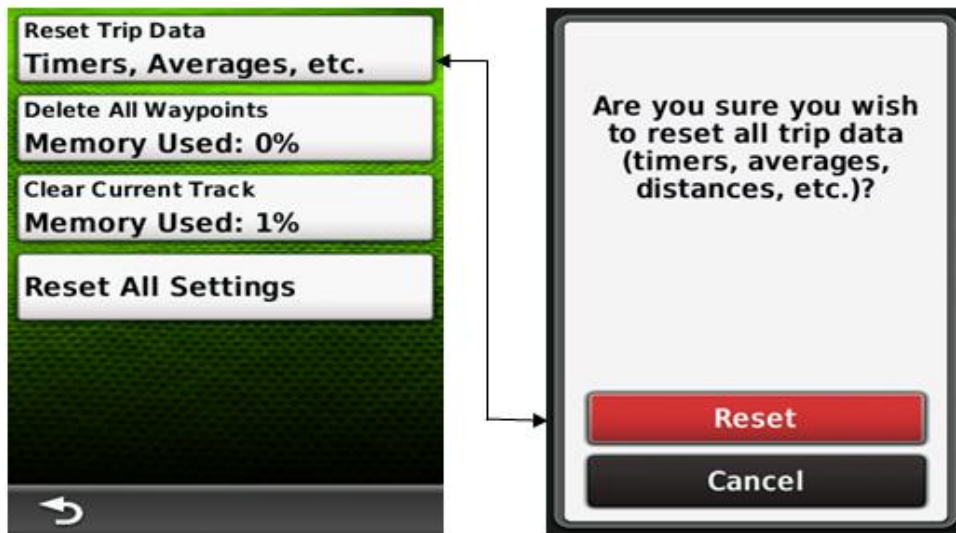 Reset Trip Data
Timers, Averages, etc.
Delete All Waypoints
Memory Used: 0%
Clear Current Track
Memory Used: 1%
Reset All Settings
Are you sure you wish
to reset all trip data
(timers, averages,
distances, etc.)?
Reset
Cancel